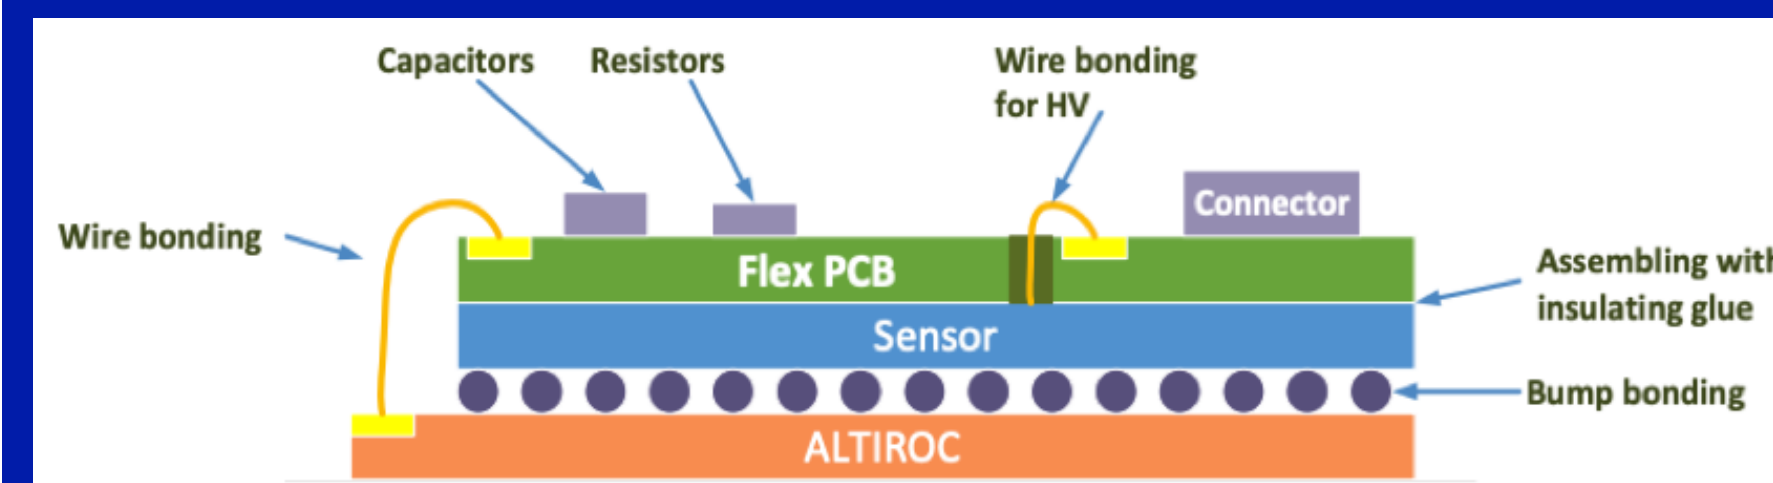 Capacitors
Resistors
Wire bonding
for HV
Connector
Wire bonding
Flex PCB
Assembling with
insulating glue
Sensor
Bump bonding
ALTIROC